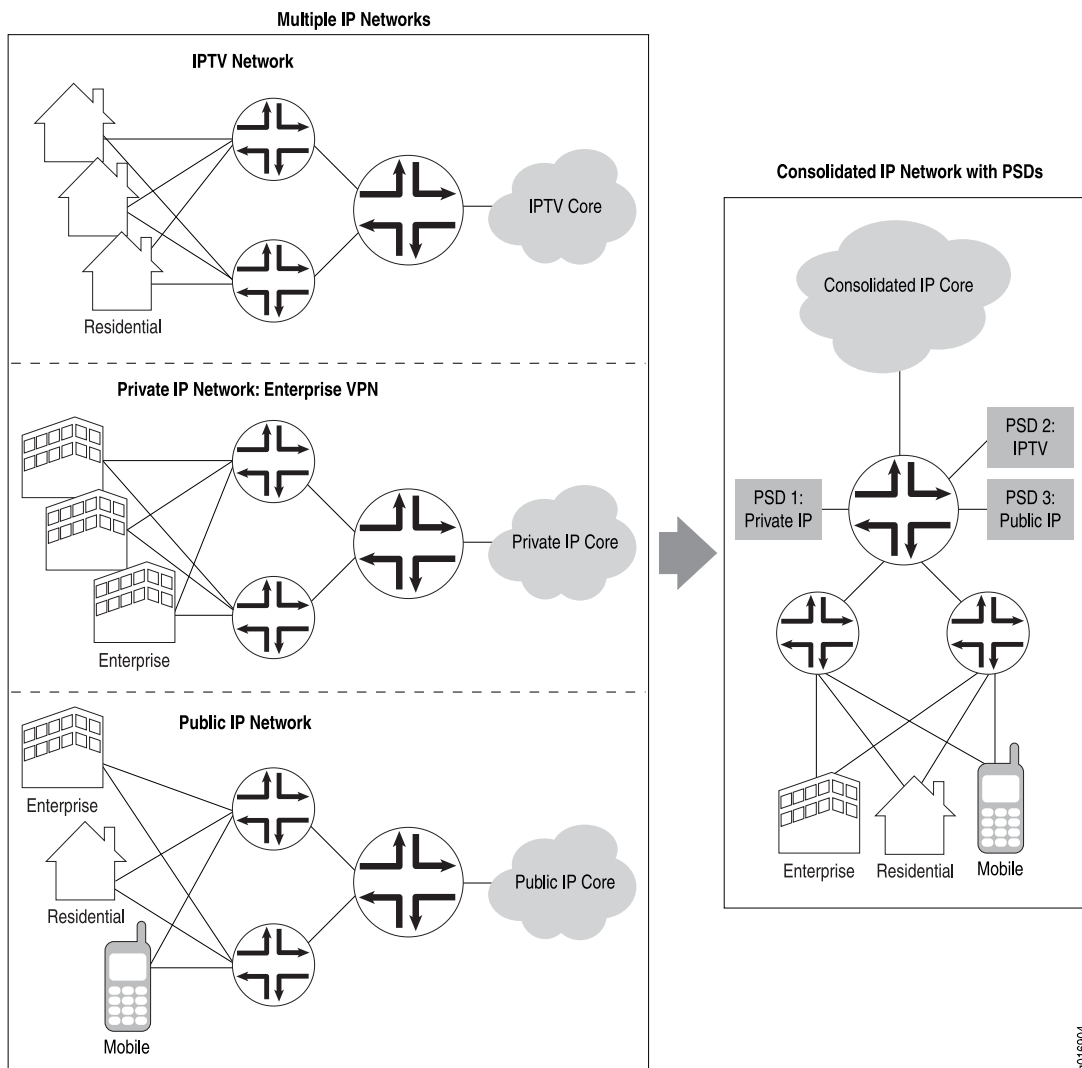 Multiple IP Networks
IPTV Network
IPTV Core
Residential
Private IP Network: Enterprise VPN
Private IP Core
Enterprise
Public IP Network
Enterprise
Residential
Public IP Core
Mobile
Consolidated IP Network with PSDs
Consolidated IP Core
PSD 2:
IPTV
PSD 1:
Private IP
PSD 3:
Public IP
Enterprise
Residential
Mobile
g016904